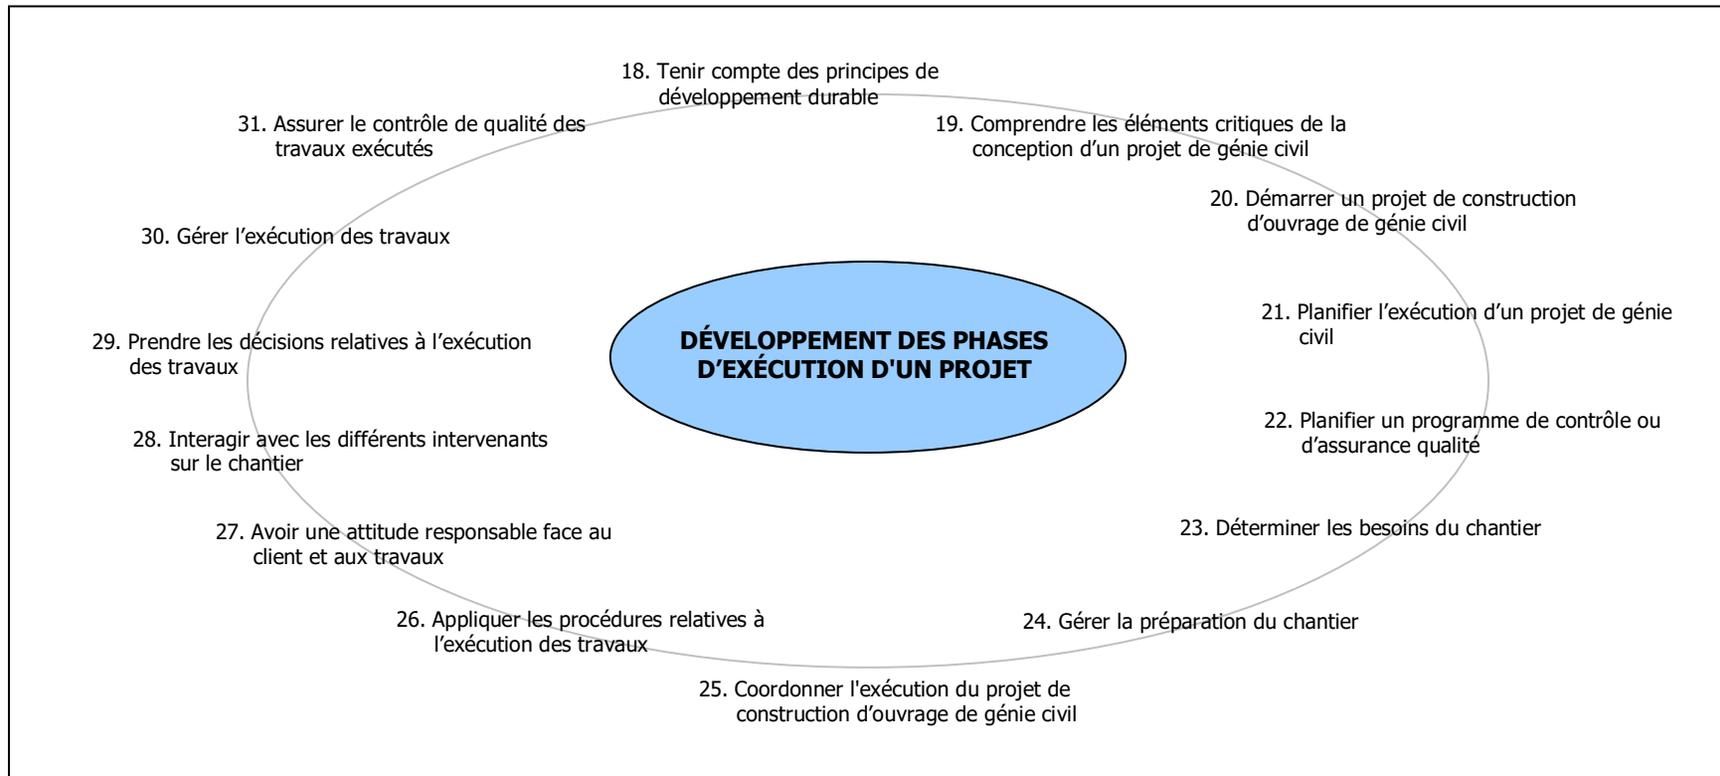 18. Tenir compte des principes de
développement durable
19. Comprendre les éléments critiques de la
conception d’un projet de génie civil
20. Démarrer un projet de construction
d’ouvrage de génie civil
21. Planifier l’exécution d’un projet de génie
civil
22. Planifier un programme de contrôle ou
d’assurance qualité
23. Déterminer les besoins du chantier
24. Gérer la préparation du chantier
25. Coordonner l'exécution du projet de
construction d’ouvrage de génie civil
26. Appliquer les procédures relatives à
l’exécution des travaux
27. Avoir une attitude responsable face au
client et aux travaux
28. Interagir avec les différents intervenants
sur le chantier
29. Prendre les décisions relatives à l’exécution
des travaux
30. Gérer l’exécution des travaux
31. Assurer le contrôle de qualité des
travaux exécutés
DÉVELOPPEMENT DES PHASES
D’EXÉCUTION D'UN PROJET